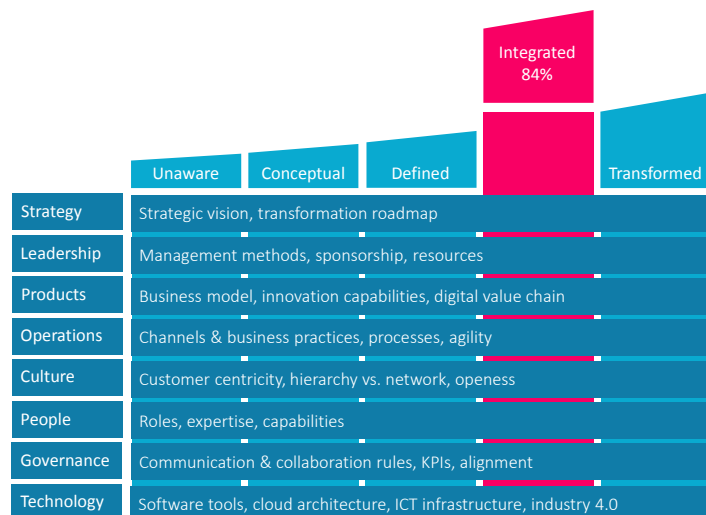 Integrated
84%
Unaware
Conceptual
Defined
Transformed
Strategy
Strategic vision, transformation roadmap
Leadership
Management methods, sponsorship, resources
Products
Business model, innovation capabilities, digital value chain
Operations
Channels & business practices, processes, agility
Culture
Customer centricity, hierarchy vs. network, openess
People
Roles, expertise, capabilities
Governance
Communication & collaboration rules, KPIs, alignment
Technology
Software tools, cloud architecture, ICT infrastructure, industry 4.0